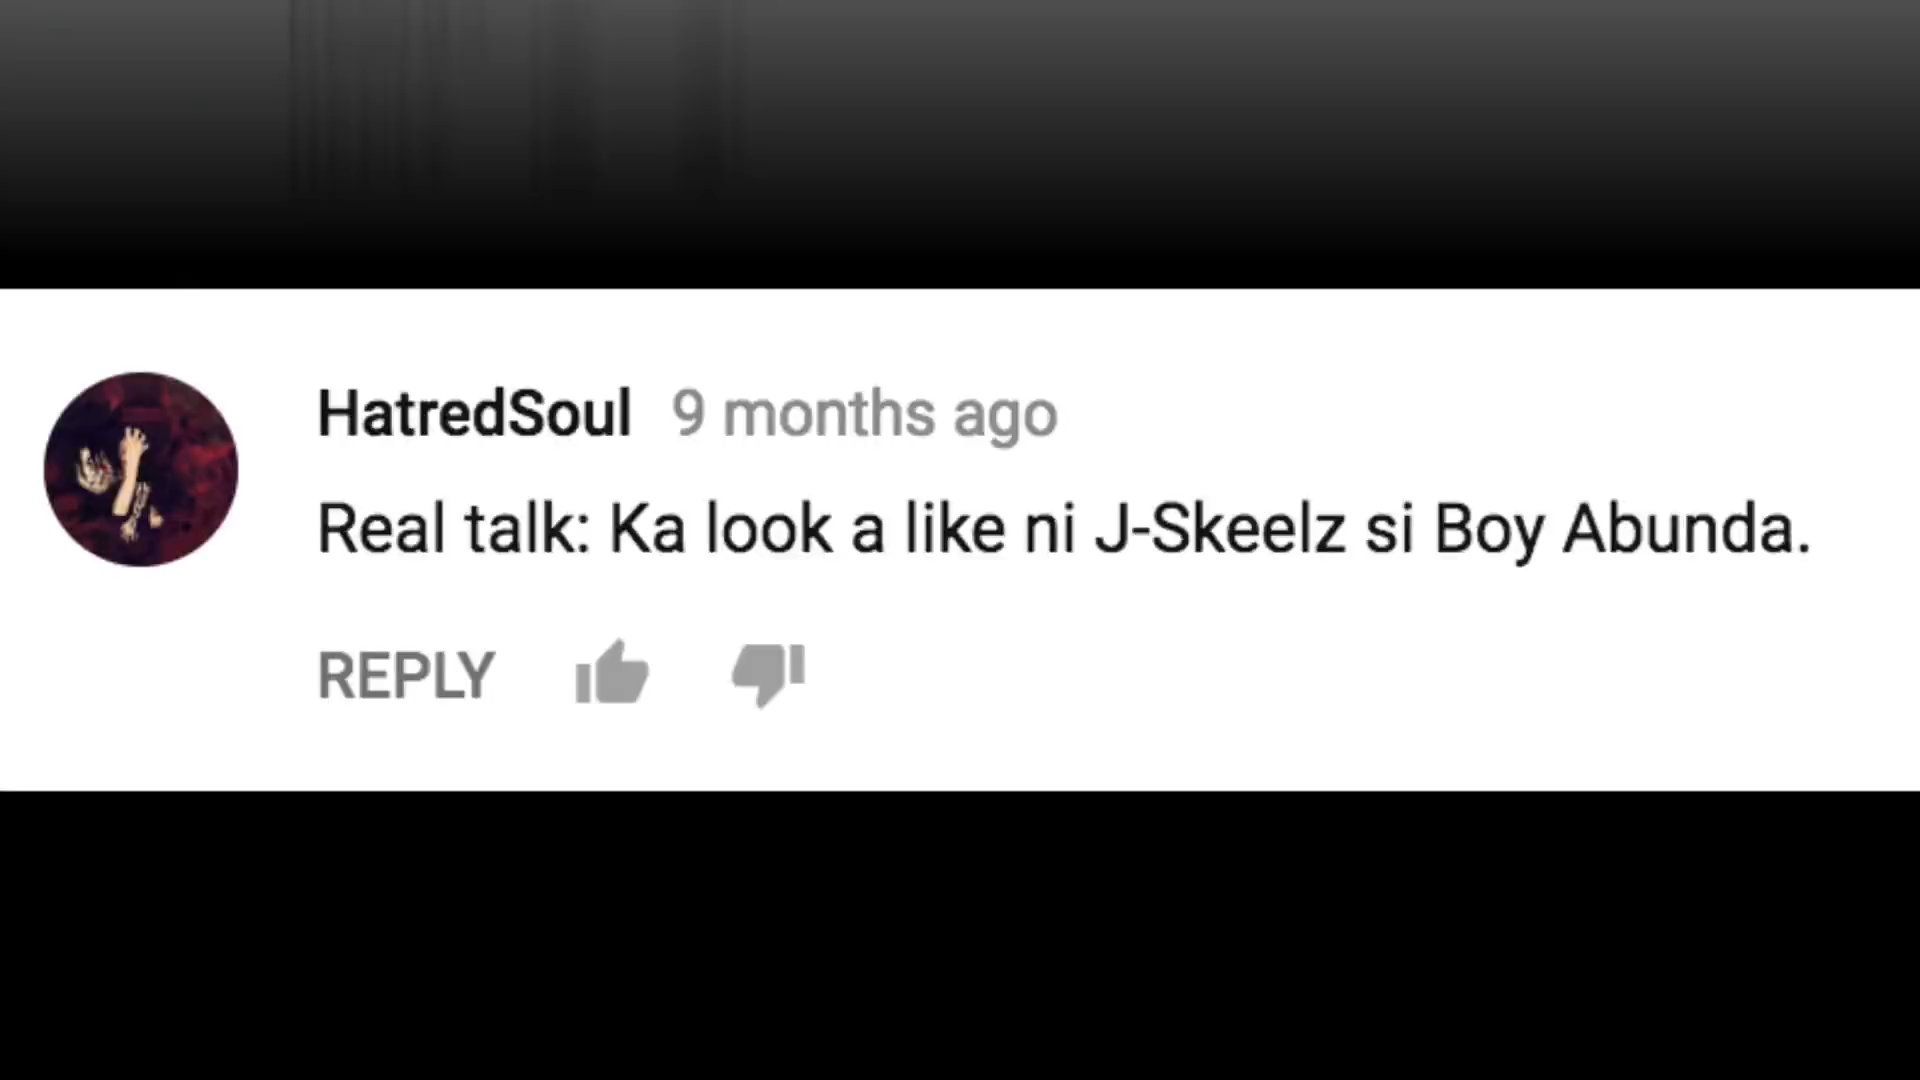 HatredSoul 9 months ago
Real talk: Ka look a like ni J-Skeelz si Boy Abunda.
REPLY